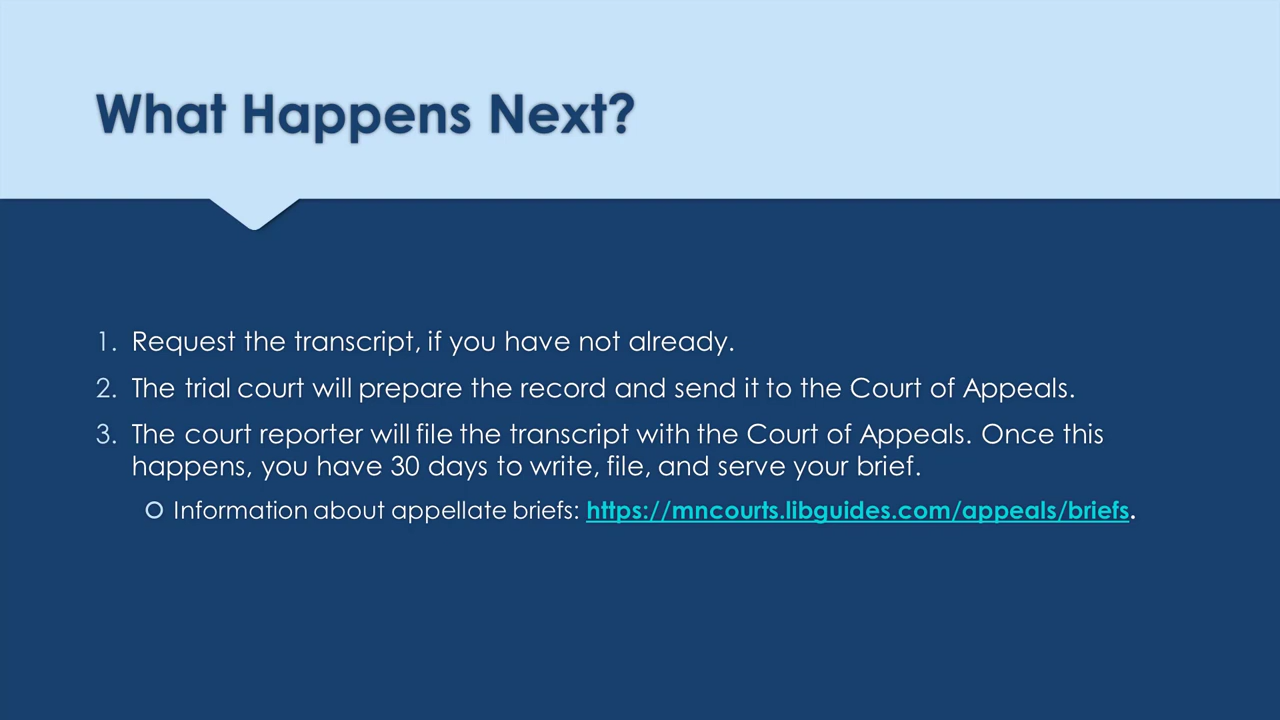 What Happens Next?
1. Request the transcript, if you have not already.
2. The trial court will prepare the record and send it to the Court of Appeals.
3. The court reporter will file the transcript with the Court of Appeals. Once this
happens, you have 30 days to write, file, and serve your brief.
Information about appellate briefs: https://mncourts.libguides.com/appeals/briefs.